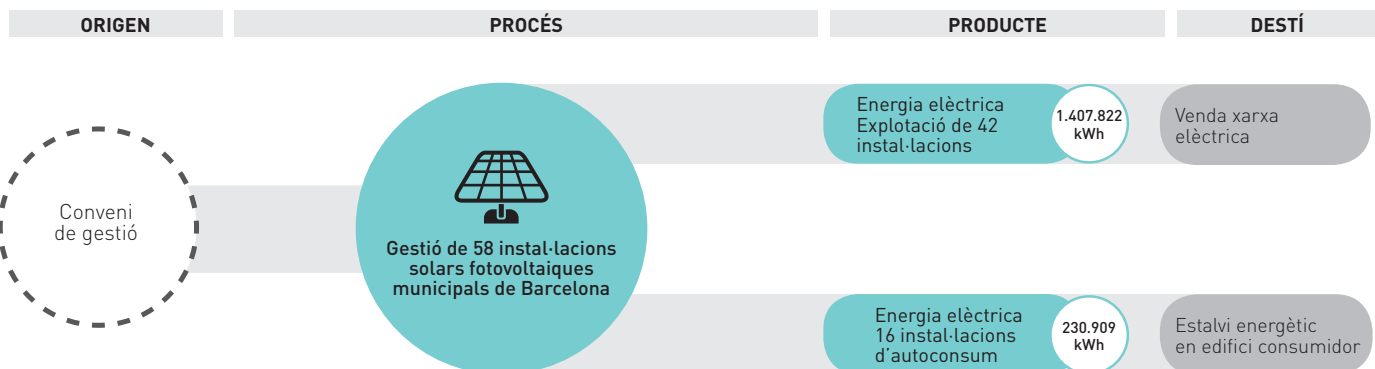 ORIGEN
PROCÉS
PRODUCTE
DESTÍ
Conveni
de gestió
Gestió de 58 instal·lacions
solars fotovoltaiques
municipals de Barcelona
Energia elèctrica
Explotació de 42
instal·lacions
1.407.822
kWh
Venda xarxa
elèctrica
Energia elèctrica
16 instal·lacions
d'autoconsum
230.909
kWh
Estalvi energètic
en edifici consumidor